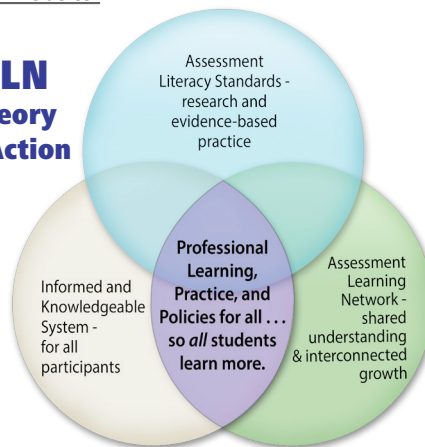 LN
eory
Action
Assessment
Literacy Standards -
research and
evidence-based
practice
Professional
Learning,
Practice, and
Policies for all . . .
so all students
learn more.
Informed and
Knowledgeable
System -
for all
participants
Assessment
Learning
Network -
shared
understanding
& interconnected
growth